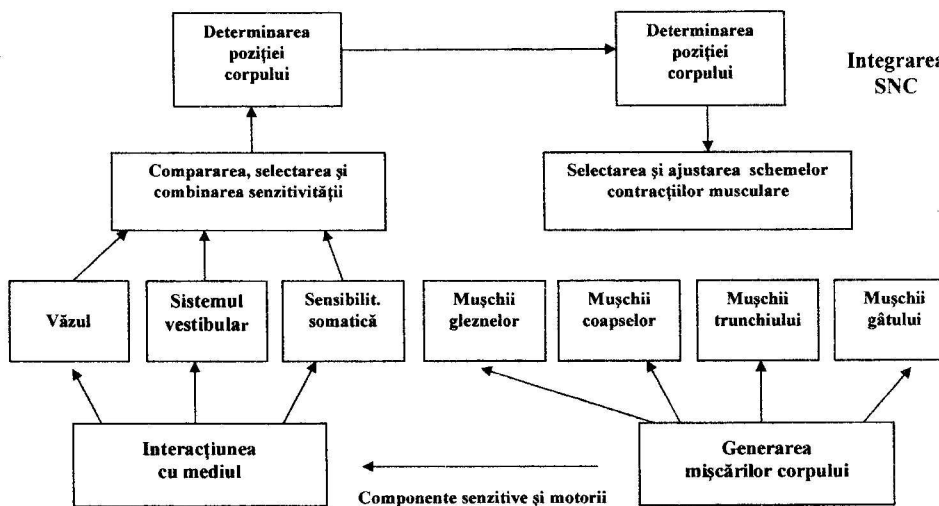 Determinarea
poziției
corpului
Determinarea
poziției
corpului
Integrarea
SNC
Compararea, selectarea și
combinarea senzitivității
Selectarea și ajustarea schemelor
contracțiilor musculare
Văzul
Sistemul
vestibular
Sensibilit.
somatică
Mușchii
gleznelor
Mușchii
coapselor
Mușchii
trunchiului
Mușchii
gâtului
Interacțiunea
cu mediul
Generarea
mișcărilor corpului
Componente senzitive și motorii